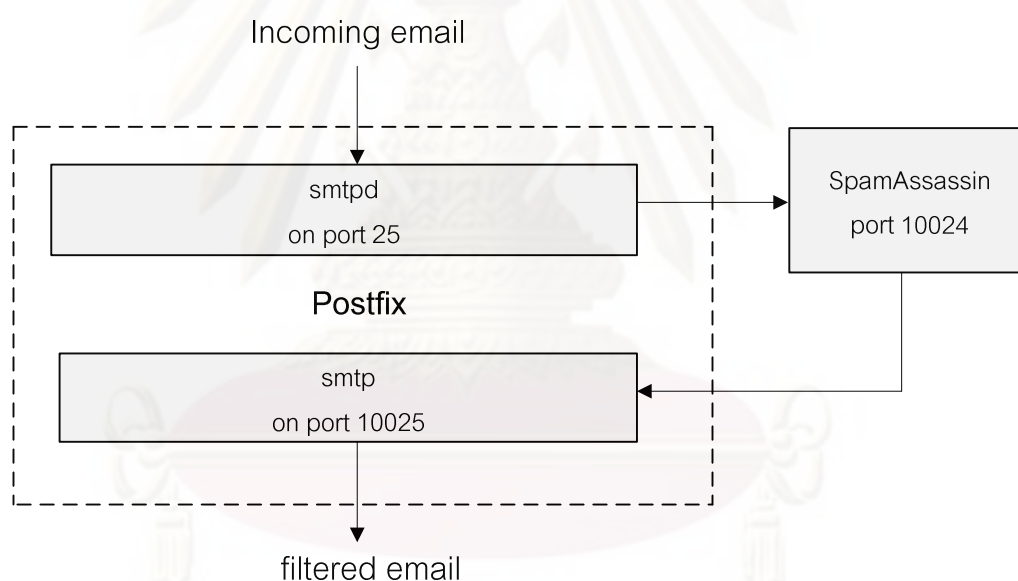 Incoming email
smtpd
on port 25
SpamAssassin
port 10024
Postfix
smtp
on port 10025
filtered email